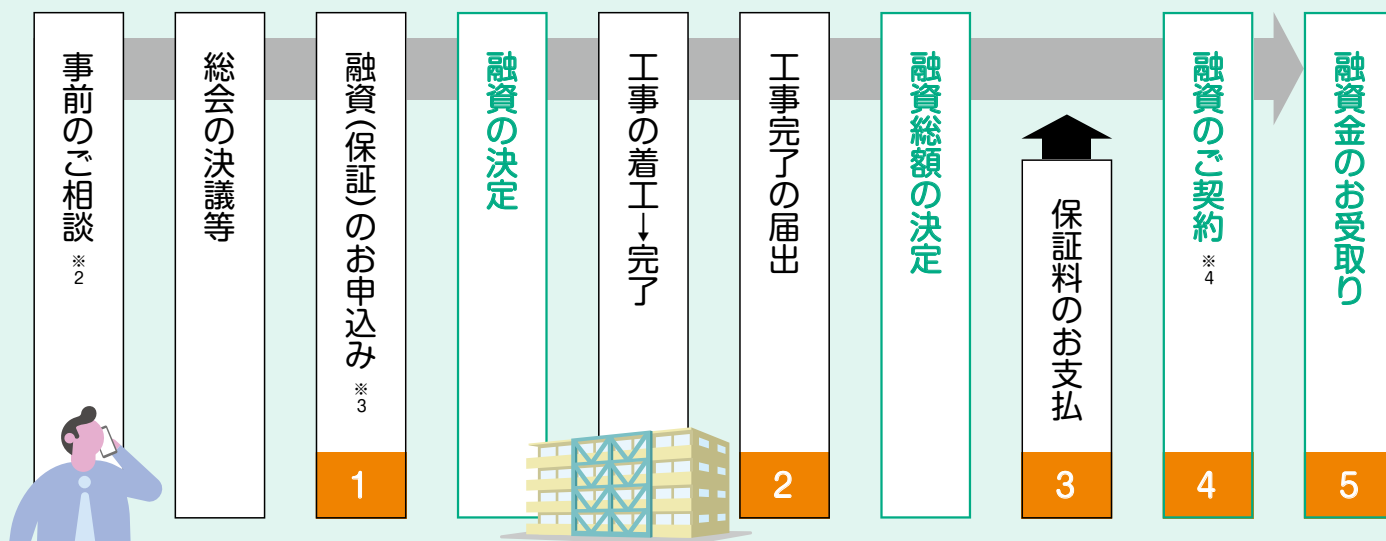 事前のご相談 ※2
総会の決議等
融資(保証)のお申込み ※3
1
融資の決定
工事の着工→完了
工事完了の届出
2
融資総額の決定
保証料のお支払
3
融資のご契約 ※4
4
融資金のお受取り
5